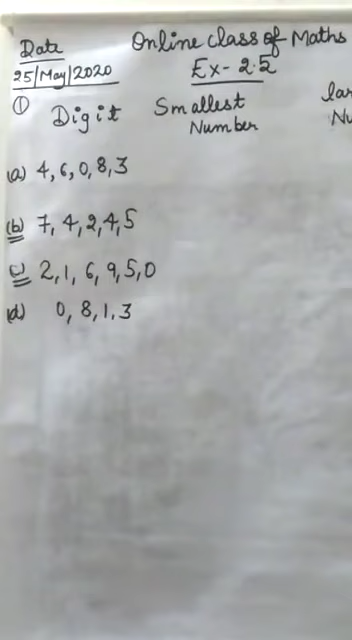 Date Online class of Maths
25/May/2020 Ex- 2.5
① Digit Smallest
Number
(a) 4, 6, 0, 8, 3
(b) 7, 4, 2, 4, 5
(c) 2, 1, 6, 9, 5, 0
(d) 0, 8, 1, 3